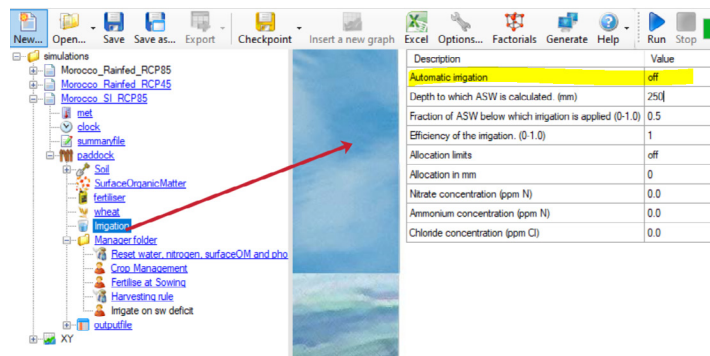 New... Open... Save Save as... Export Checkpoint Insert a new graph Excel Options... Factorials Generate Help Run Stop
simulations
Morocco_Rainfed_RCP85
Morocco_Rainfed_RCP45
Morocco_SI_RCP85
met
clock
summaryfile
paddock
Soil
SurfaceOrganicMatter
fertiliser
wheat
Irrigation
Manager folder
Reset water, nitrogen, surfaceOM and pho
Crop Management
Fertilise at Sowing
Harvesting rule
Irrigate on sw deficit
outputfile
XY
Description Value
Automatic irrigation off
Depth to which ASW is calculated. (mm) 250
Fraction of ASW below which irrigation is applied (0-1.0) 0.5
Efficiency of the irrigation. (0-1.0) 1
Allocation limits off
Allocation in mm 0
Nitrate concentration (ppm N) 0.0
Ammonium concentration (ppm N) 0.0
Chloride concentration (ppm Cl) 0.0